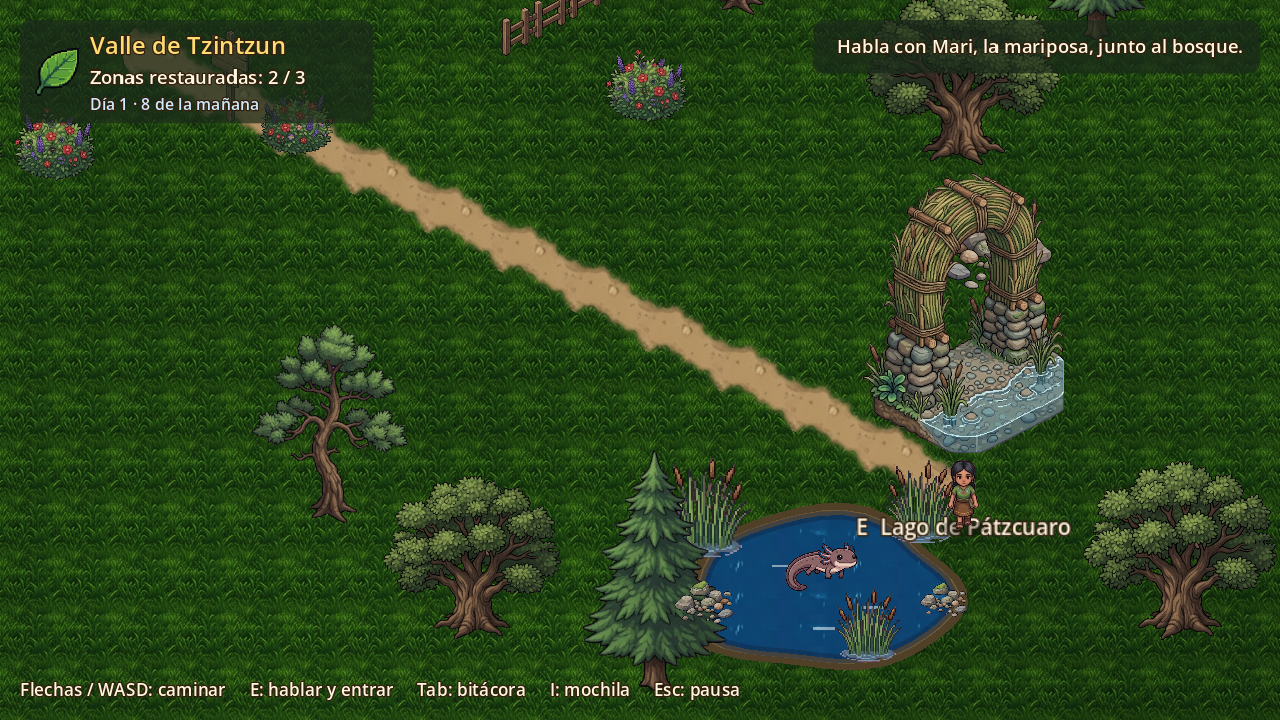 Valle de Tzintzun
Zonas restauradas: 2 / 3
Día 1 · 8 de la mañana
Habla con Mari, la mariposa, junto al bosque.
E Lago de Pátzcuaro
Flechas / WASD: caminar E: hablar y entrar Tab: bitácora I: mochila Esc: pausa